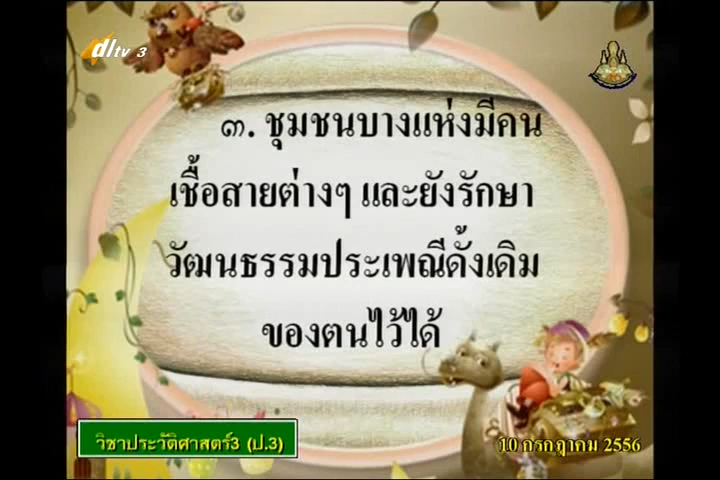 dltv 3
๓. ชุมชนบางแห่งมีคน
เชื้อสายต่างๆ และยังรักษา
วัฒนธรรมประเพณีดั้งเดิม
ของตนไว้ได้
วิชาประวัติศาสตร์3 (ป.3)
10 กรกฎาคม 2556